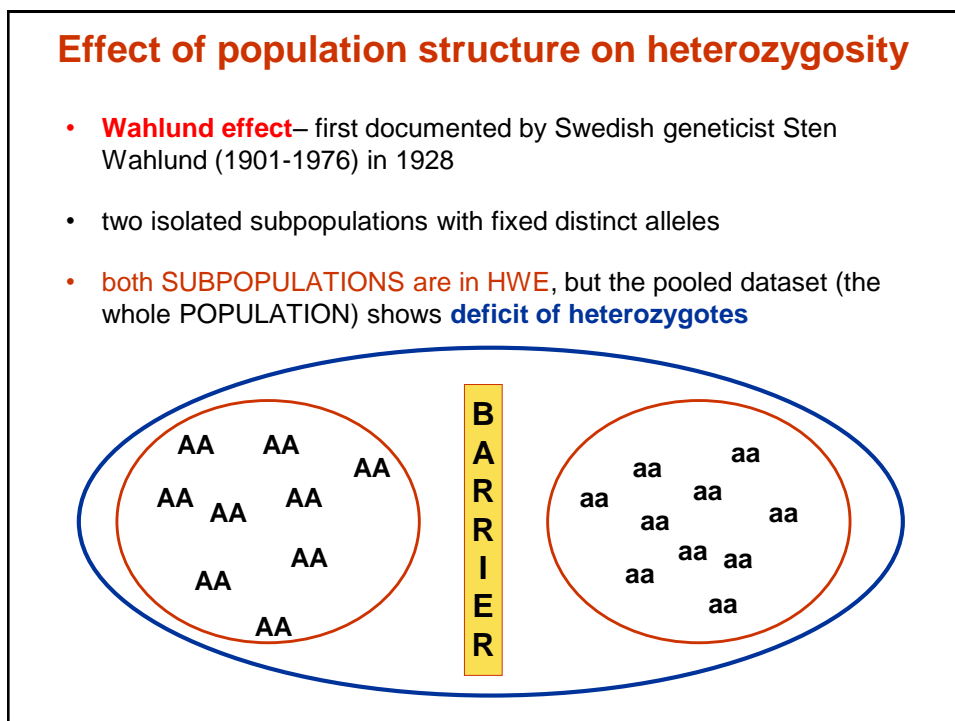 Effect of population structure on heterozygosity
• Wahlund effect– first documented by Swedish geneticist Sten
Wahlund (1901-1976) in 1928
• two isolated subpopulations with fixed distinct alleles
• both SUBPOPULATIONS are in HWE, but the pooled dataset (the
whole POPULATION) shows deficit of heterozygotes
AA AA
AA
AA AA AA
AA
AA
AA
B
A
R
R
I
E
R
aa
aa
aa aa
aa aa
aa aa
aa
aa